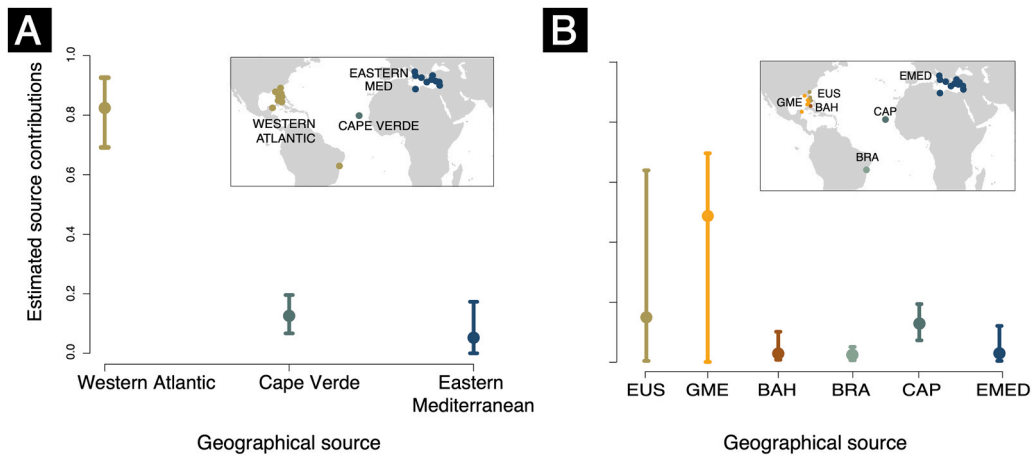 A
Estimated source contributions
1.0
0.8
0.6
0.4
0.2
0.0
EASTERN
MED
WESTERN
ATLANTIC
CAPE VERDE
Western Atlantic
Cape Verde
Eastern
Mediterranean
Geographical source
B
EMED
EUS
GME
BAH
CAP
BRA
EUS
GME
BAH
BRA
CAP
EMED
Geographical source